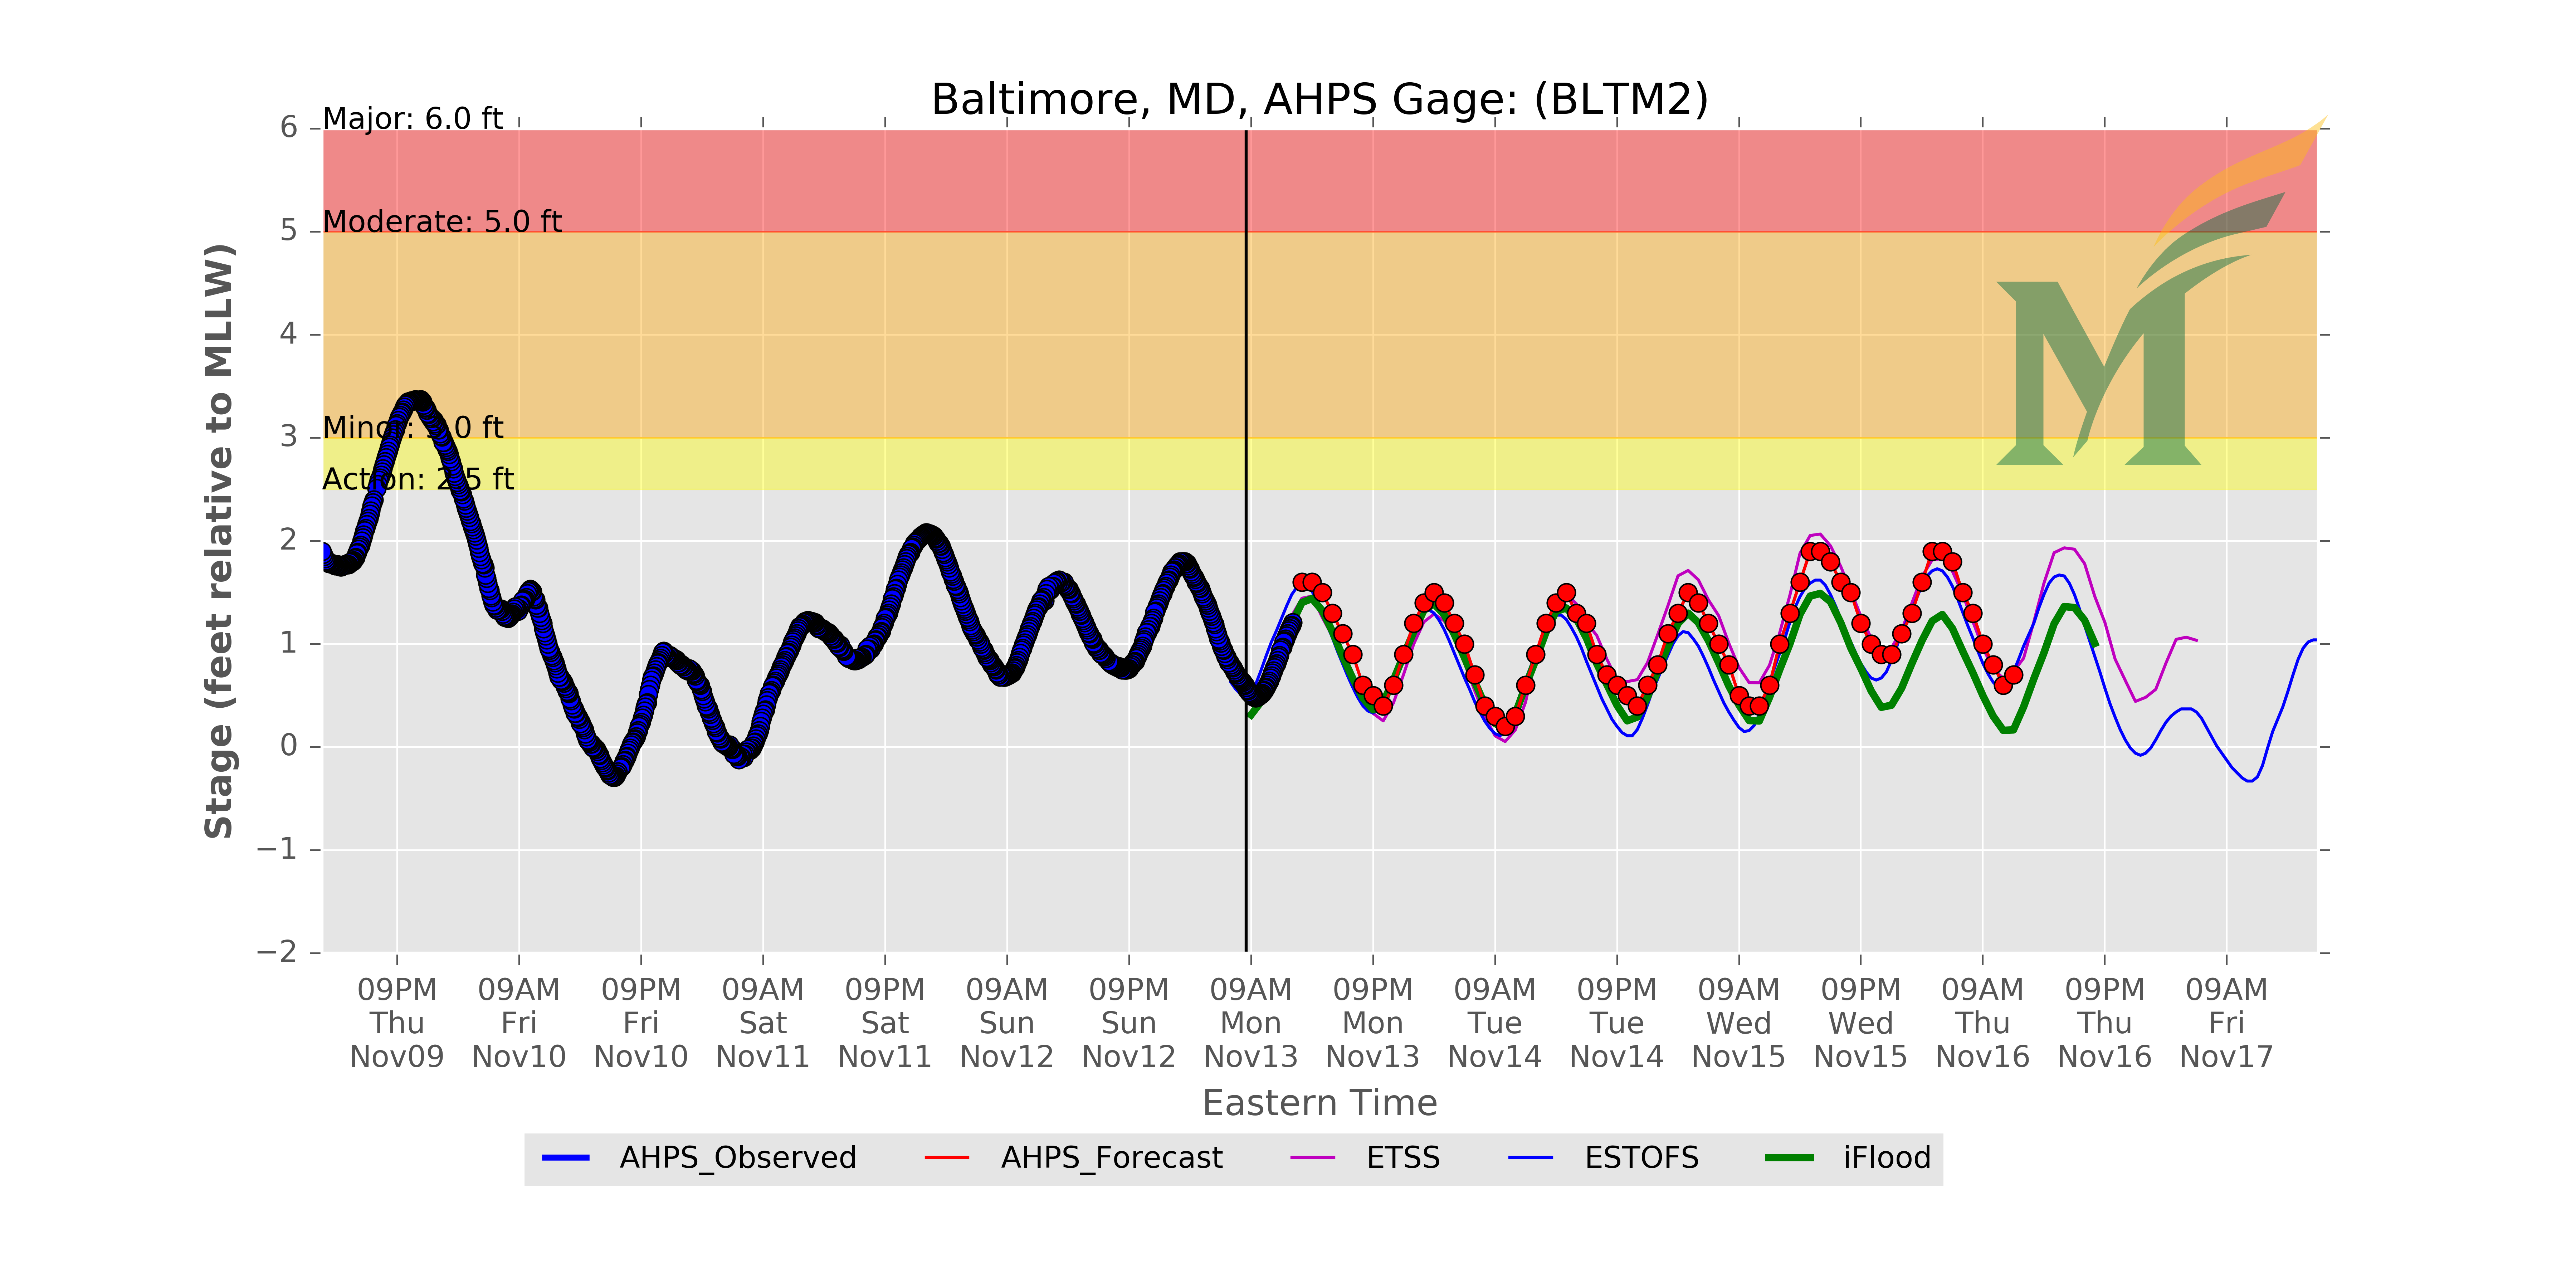 Baltimore, MD, AHPS Gage: (BLTM2)
Major: 6.0 ft
Moderate: 5.0 ft
Minor: 3.0 ft
Action: 2.5 ft
Stage (feet relative to MLLW)
6
5
4
3
2
1
0
−1
−2
09PM 09AM 09PM 09AM 09PM 09AM 09PM 09AM 09PM 09AM 09PM 09AM 09PM 09AM 09PM 09AM
Thu Fri Fri Sat Sat Sun Sun Mon Mon Tue Tue Wed Wed Thu Thu Fri
Nov09 Nov10 Nov10 Nov11 Nov11 Nov12 Nov12 Nov13 Nov13 Nov14 Nov14 Nov15 Nov15 Nov16 Nov16 Nov17
Eastern Time
AHPS_Observed AHPS_Forecast ETSS ESTOFS iFlood
M